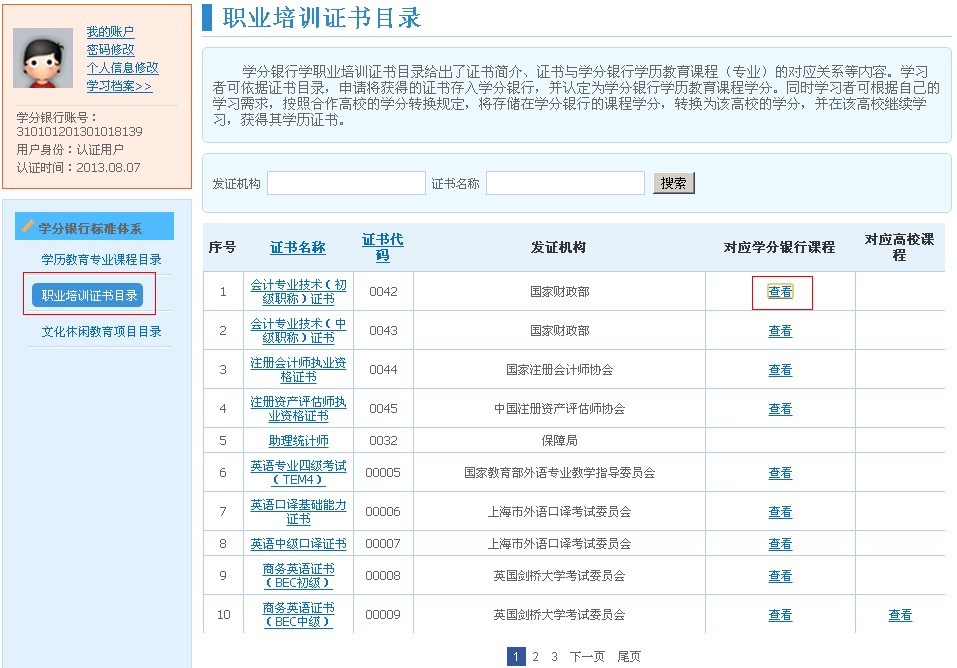 我的账户
密码修改
个人信息修改
学习档案>>
学分银行账号：
310101201301018139
用户身份：认证用户
认证时间：2013.08.07
学分银行标准体系
学历教育专业课程目录
职业培训证书目录
文化休闲教育项目目录
职业培训证书目录
学分银行学职业培训证书目录给出了证书简介、证书与学分银行学历教育课程（专业）的对应关系等内容。学习
者可依据证书目录，申请将获得的证书存入学分银行，并认定为学分银行学历教育课程学分。同时学习者可根据自己的
学习需求，按照合作高校的学分转换规定，将存储在学分银行的课程学分，转换为该高校的学分，并在该高校继续学
习，获得其学历证书。
发证机构 证书名称 搜索
序号 证书名称 证书代
码 发证机构 对应学分银行课程 对应高校课
程
1 会计专业技术（初
级职称）证书 0042 国家财政部 查看
2 会计专业技术（中
级职称）证书 0043 国家财政部 查看
3 注册会计师执业资
格证书 0044 国家注册会计师协会 查看
4 注册资产评估师执
业资格证书 0045 中国注册资产评估师协会 查看
5 助理统计师 0032 保障局
6 英语专业四级考试
（TEM4） 00005 国家教育部外语专业教学指导委员会 查看
7 英语口译基础能力
证书 00006 上海市外语口译考试委员会 查看
8 英语中级口译证书 00007 上海市外语口译考试委员会 查看
9 商务英语证书
（BEC初级） 00008 英国剑桥大学考试委员会 查看
10 商务英语证书
（BEC中级） 00009 英国剑桥大学考试委员会 查看 查看
1 2 3 下一页 尾页